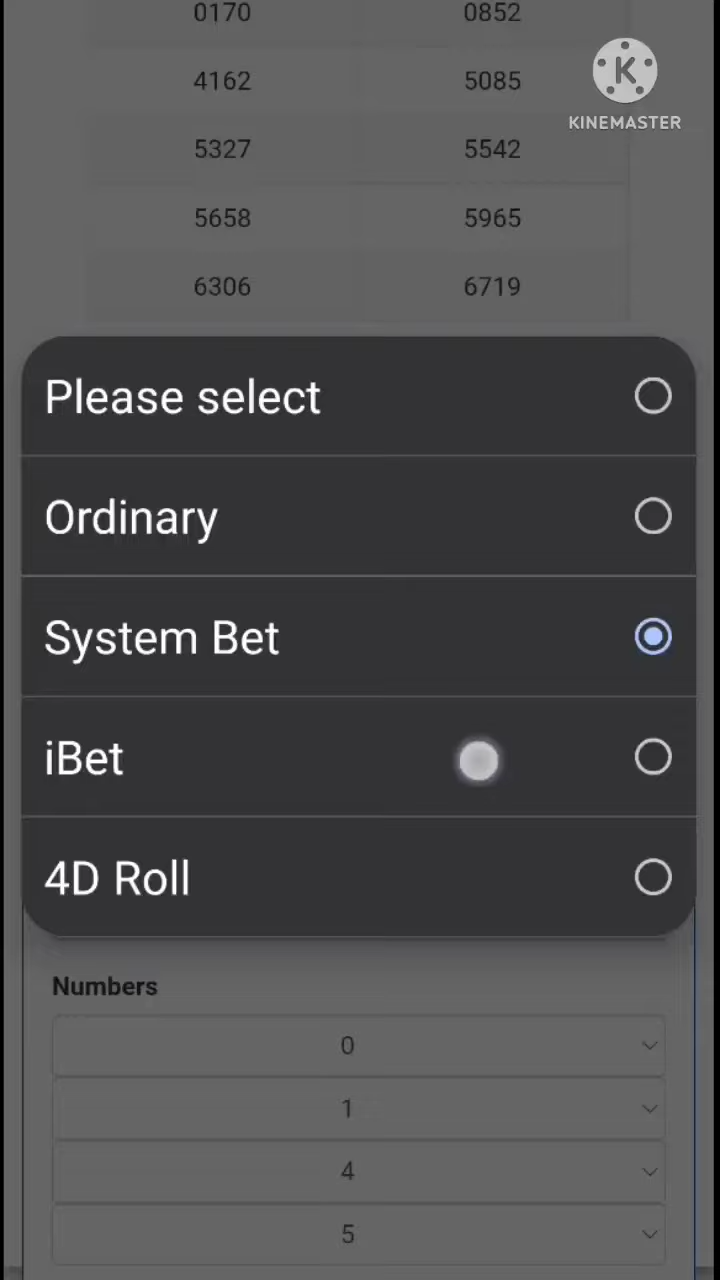 0170 0852
4162 5085
KINEMASTER
5327 5542
5658 5965
6306 6719
Please select
Ordinary
System Bet
iBet
4D Roll
Numbers
0
1
4
5